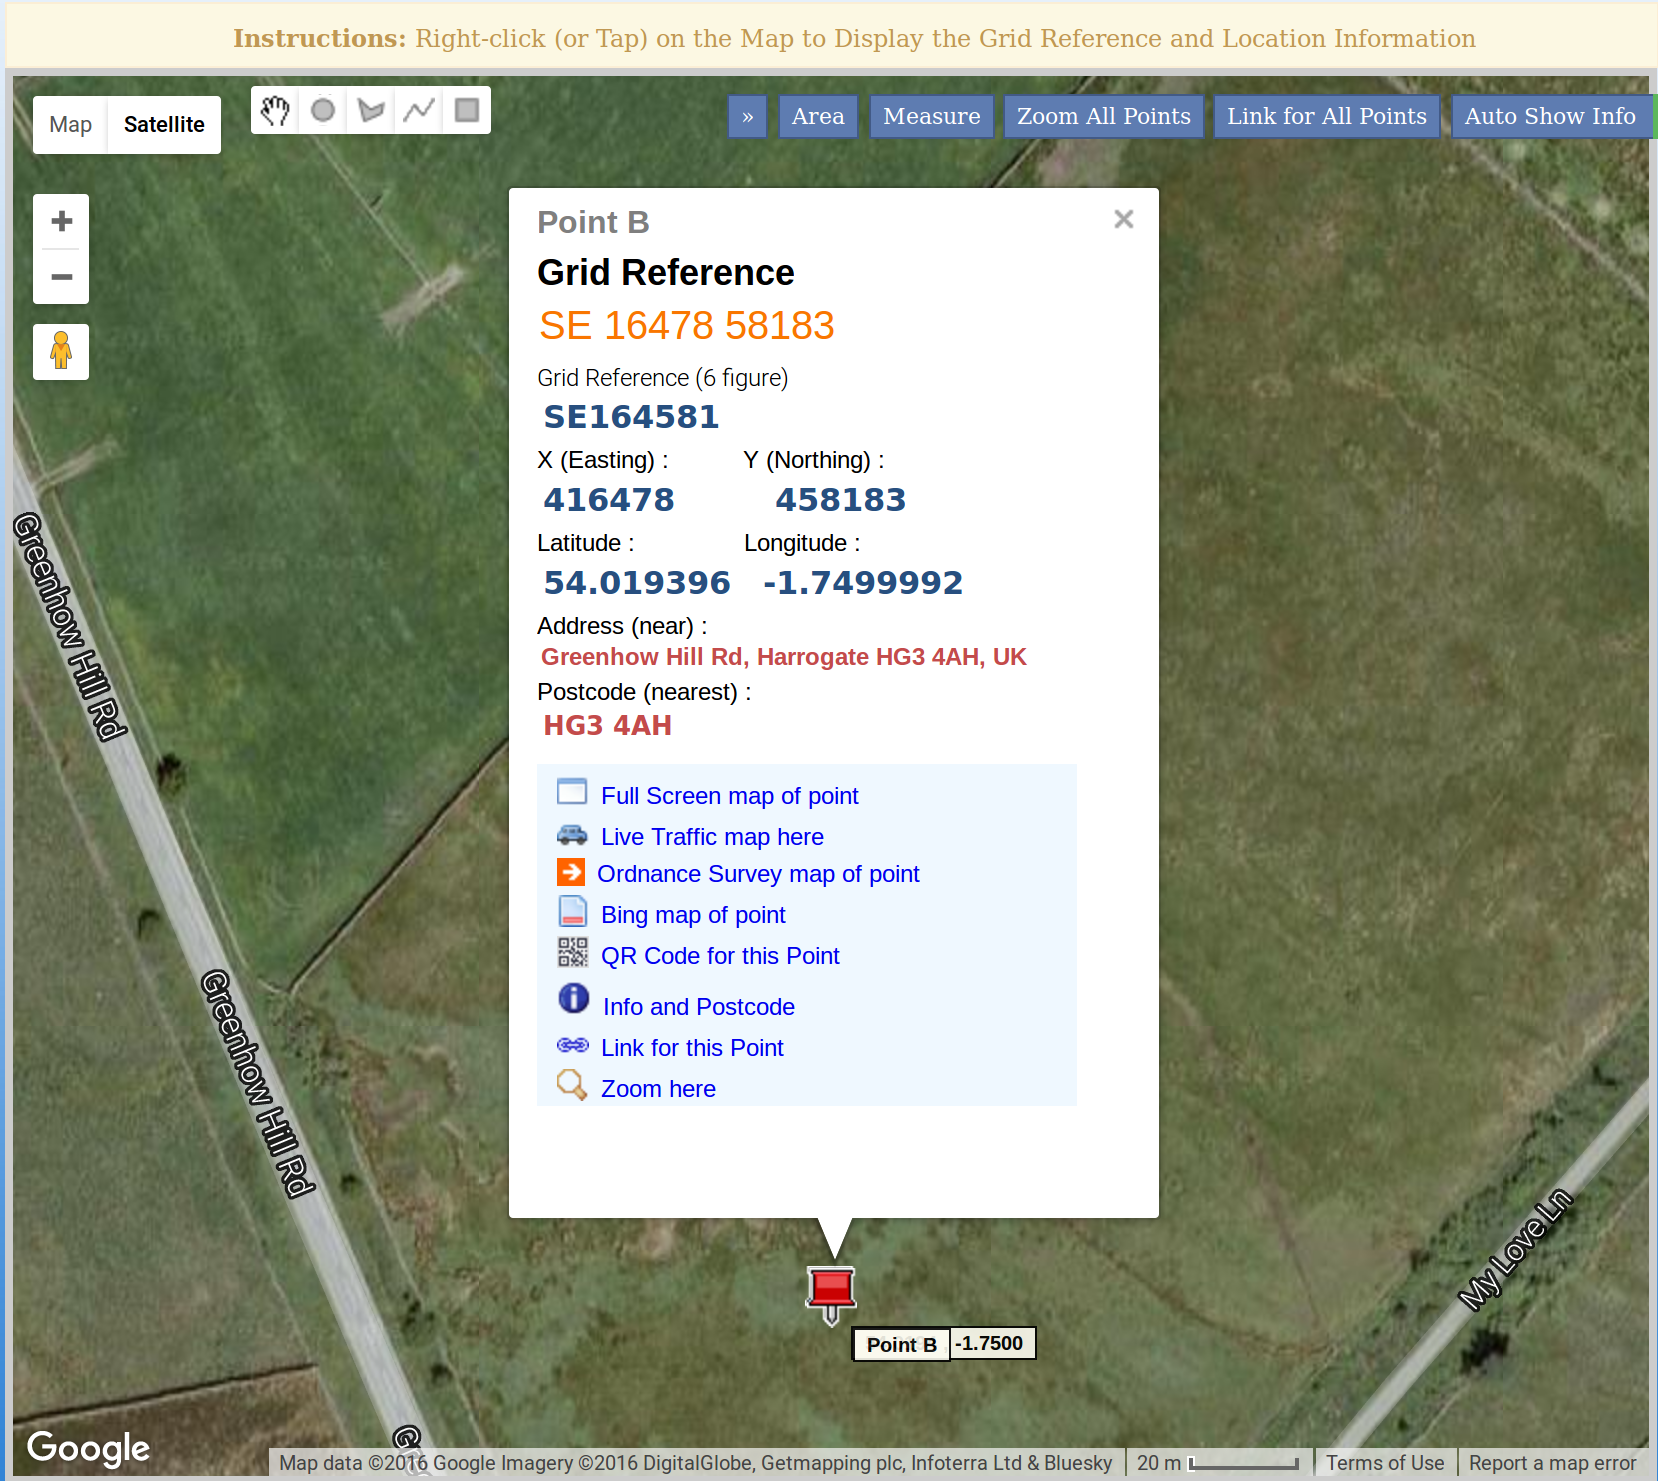 Instructions: Right-click (or Tap) on the Map to Display the Grid Reference and Location Information
Map Satellite
» Area Measure Zoom All Points Link for All Points Auto Show Info
Point B
Grid Reference
SE 16478 58183
Grid Reference (6 figure)
SE164581
X (Easting) : Y (Northing) :
416478 458183
Latitude : Longitude :
54.019396 -1.7499992
Address (near) :
Greenhow Hill Rd, Harrogate HG3 4AH, UK
Postcode (nearest) :
HG3 4AH
Full Screen map of point
Live Traffic map here
Ordnance Survey map of point
Bing map of point
QR Code for this Point
Info and Postcode
Link for this Point
Zoom here
Greenhow Hill Rd
Greenhow Hill Rd
My Love Ln
Point B -1.7500
Google
Map data ©2016 Google Imagery ©2016 DigitalGlobe, Getmapping plc, Infoterra Ltd & Bluesky 20 m Terms of Use Report a map error